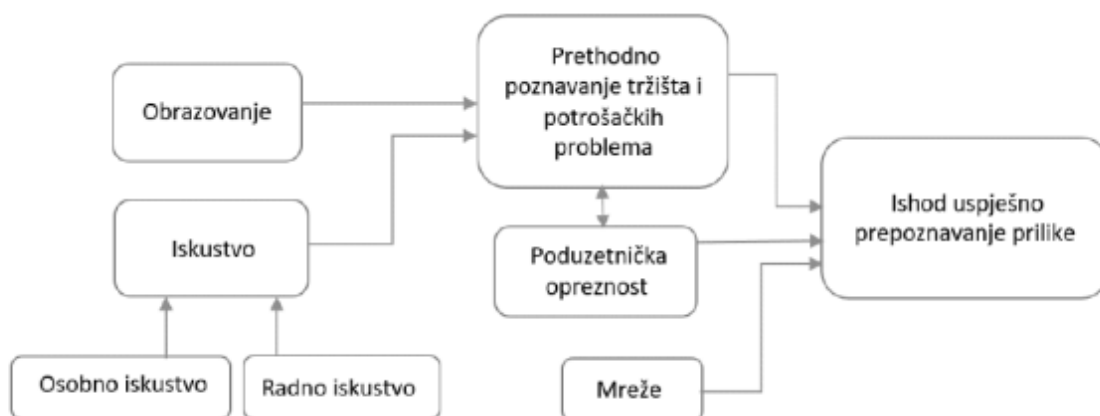 Prethodno
poznavanje tržišta i
potrošačkih
problema
Obrazovanje
Iskustvo
Poduzetnička
opreznost
Ishod uspješno
prepoznavanje prilike
Osobno iskustvo
Radno iskustvo
Mreže